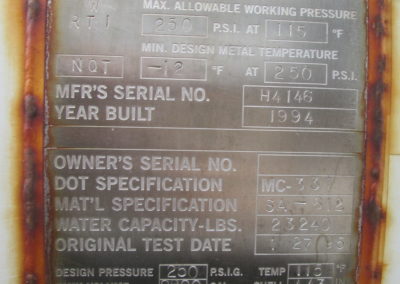 MAX. ALLOWABLE WORKING PRESSURE
W
RT1 250 P.S.I. AT 115 °F
MIN. DESIGN METAL TEMPERATURE
NQT -12 °F AT 250 P.S.I.
MFR'S SERIAL NO. H4146
YEAR BUILT 1994
OWNER'S SERIAL NO.
DOT SPECIFICATION MC-331
MAT'L SPECIFICATION SA-612
WATER CAPACITY-LBS. 23240
ORIGINAL TEST DATE
DESIGN PRESSURE 250 P.S.I.G. TEMP 115 °F